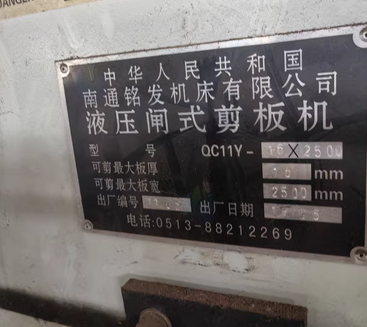 中华人民共和国
南通铭发机床有限公司
液压闸式剪板机
型 号 QC11Y-16X2500
可剪最大板厚 mm
可剪最大板宽 2500 mm
出厂编号 出厂日期
电话:0513-88212269